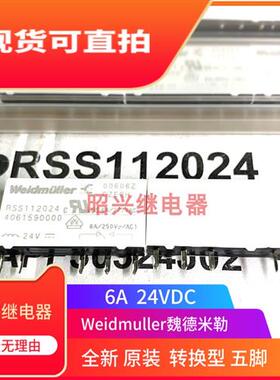 现货可直拍
RSS112024
Weidmüller
RSS112024
4061590000
24V
6A/250V~/AC1
昭兴继电器
继电器
6A 24VDC
Weidmuller魏德米勒
无理由
全新 原装 转换型 五脚